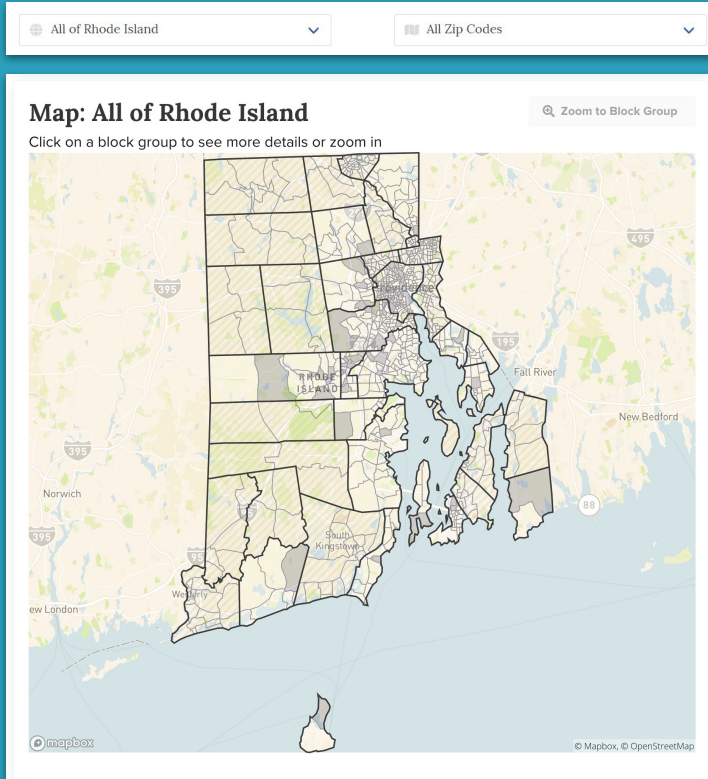 All of Rhode Island
All Zip Codes
Map: All of Rhode Island
Zoom to Block Group
Click on a block group to see more details or zoom in
495
395
Providence
195
RHODE
ISLAND
Fall River
New Bedford
395
Norwich
88
395
South
Kingstown
95
Westerly
ew London
mapbox
© Mapbox, © OpenStreetMap